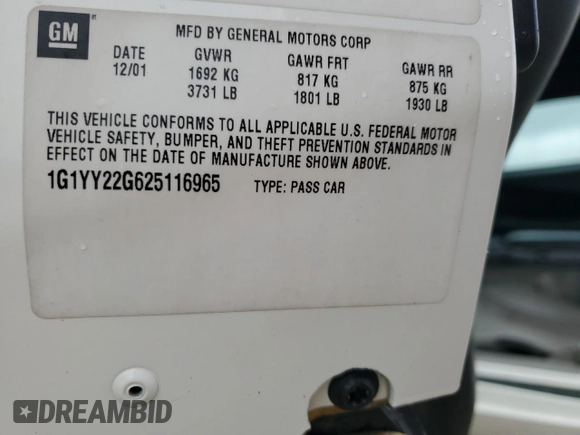 GM
MFD BY GENERAL MOTORS CORP
DATE GVWR GAWR FRT GAWR RR
12/01 1692 KG 817 KG 875 KG
3731 LB 1801 LB 1930 LB
THIS VEHICLE CONFORMS TO ALL APPLICABLE U.S. FEDERAL MOTOR
VEHICLE SAFETY, BUMPER, AND THEFT PREVENTION STANDARDS IN
EFFECT ON THE DATE OF MANUFACTURE SHOWN ABOVE.
1G1YY22G625116965 TYPE: PASS CAR
DREAMBID